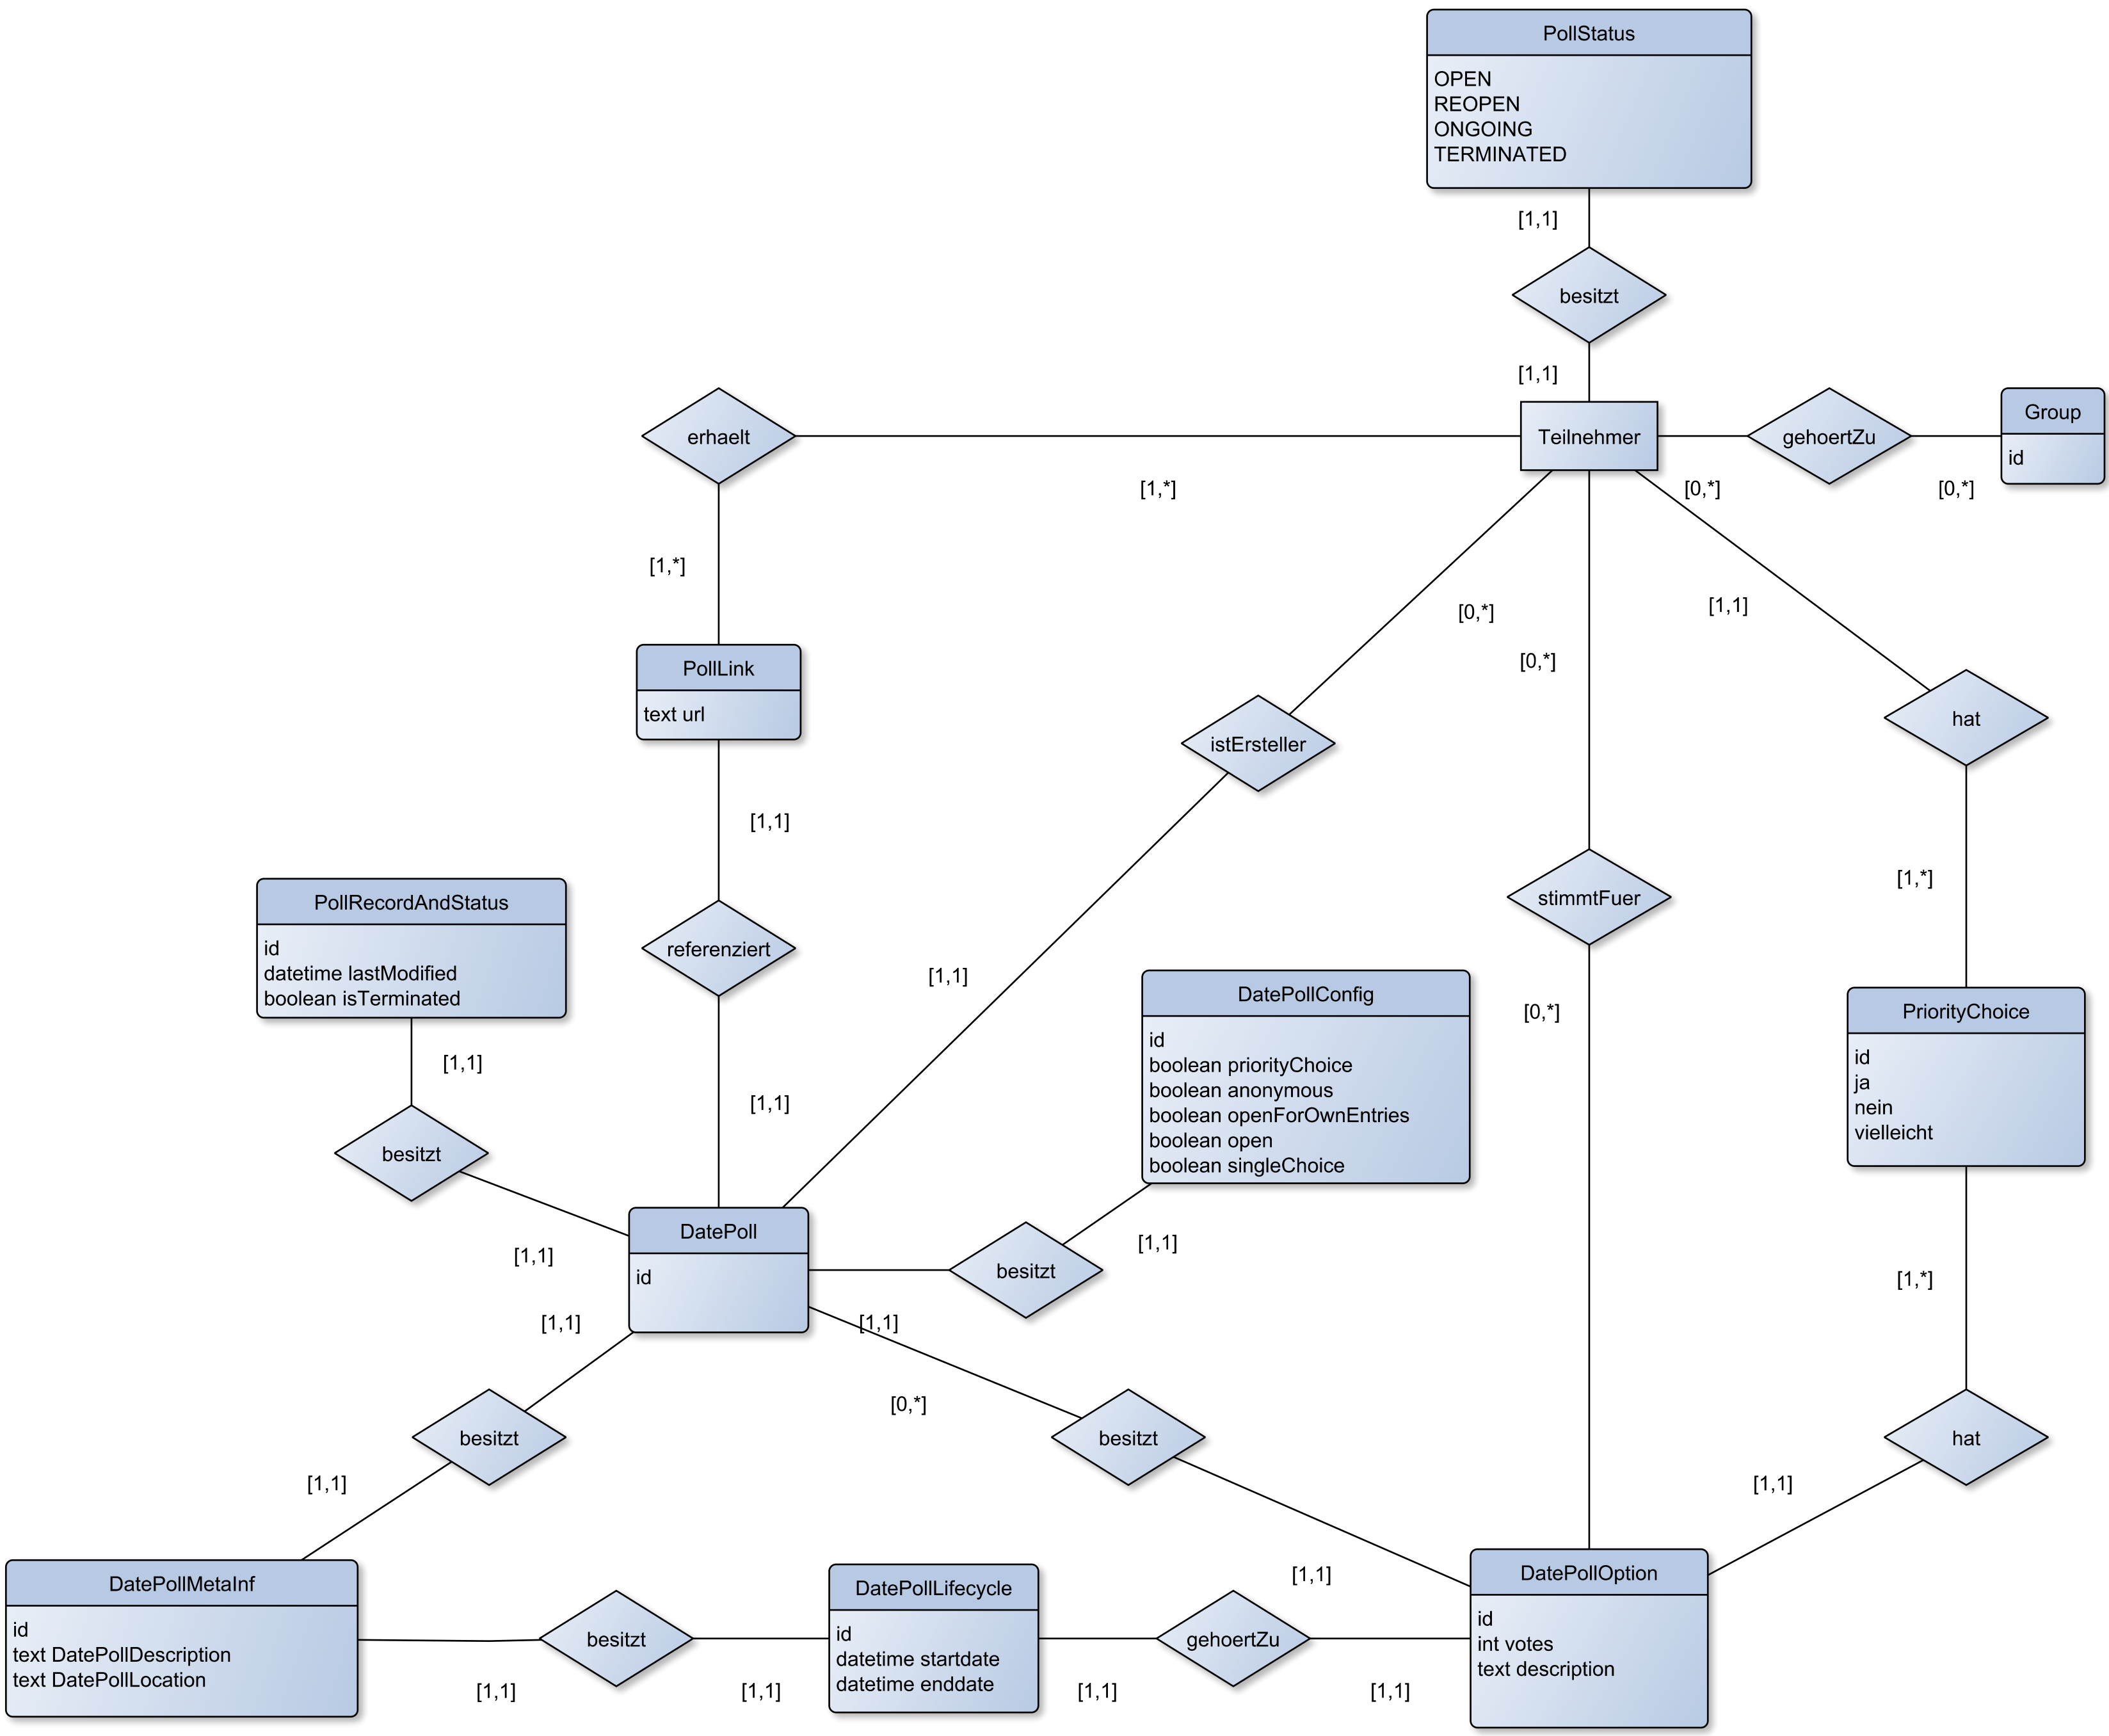 PollStatus
OPEN
REOPEN
ONGOING
TERMINATED
[1,1]
besitzt
[1,1]
erhaelt
Teilnehmer
gehoertZu
Group
id
[1,*]
[0,*]
[0,*]
[1,*]
[0,*]
[1,1]
[0,*]
PollLink
text url
istErsteller
hat
[1,1]
[1,*]
stimmtFuer
PollRecordAndStatus
id
datetime lastModified
boolean isTerminated
referenziert
[1,1]
DatePollConfig
id
boolean priorityChoice
boolean anonymous
boolean openForOwnEntries
boolean open
boolean singleChoice
[0,*]
PriorityChoice
id
ja
nein
vielleicht
[1,1]
[1,1]
besitzt
DatePoll
id
[1,1]
[1,1]
besitzt
[1,*]
[1,1]
[1,1]
[0,*]
besitzt
besitzt
hat
[1,1]
[1,1]
DatePollMetaInf
id
text DatePollDescription
text DatePollLocation
besitzt
DatePollLifecycle
id
datetime startdate
datetime enddate
gehoertZu
[1,1]
DatePollOption
id
int votes
text description
[1,1]
[1,1]
[1,1]
[1,1]